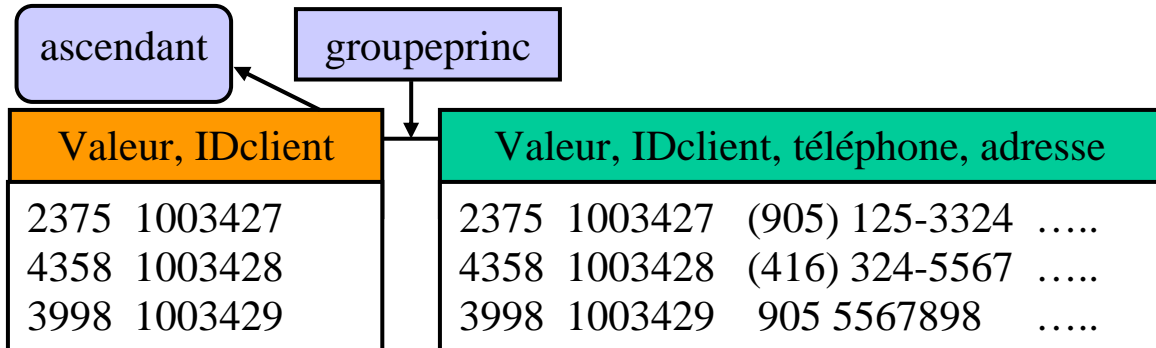 ascendant
groupeprinc
Valeur, IDclient
2375 1003427
4358 1003428
3998 1003429
Valeur, IDclient, téléphone, adresse
2375 1003427 (905) 125-3324 …..
4358 1003428 (416) 324-5567 …..
3998 1003429 905 5567898 …..